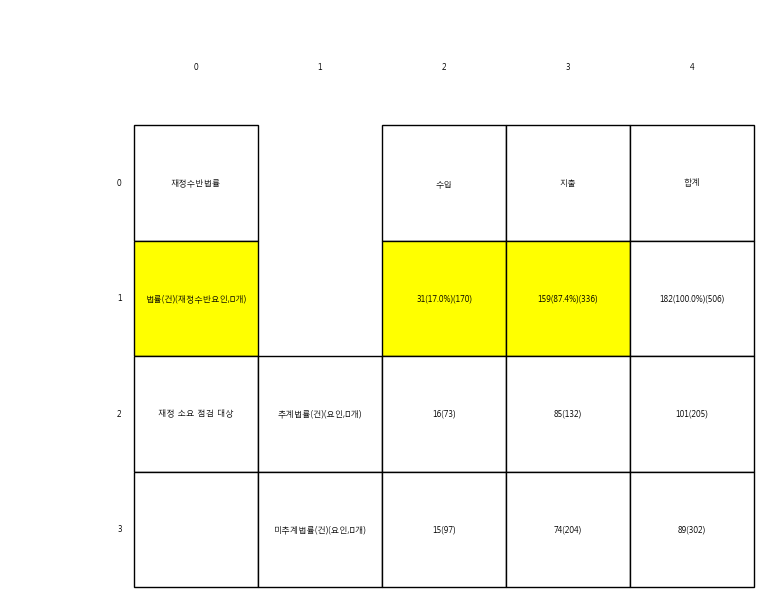 0 1 2 3 4
0 재정수반법률 수입 지출 합계
1 법률(건)(재정수반요인,□개) 31(17.0%)(170) 159(87.4%)(336) 182(100.0%)(506)
2 재정 소요 점검 대상 추계법률(건)(요인,□개) 16(73) 85(132) 101(205)
3 미추계법률(건)(요인,□개) 15(97) 74(204) 89(302)